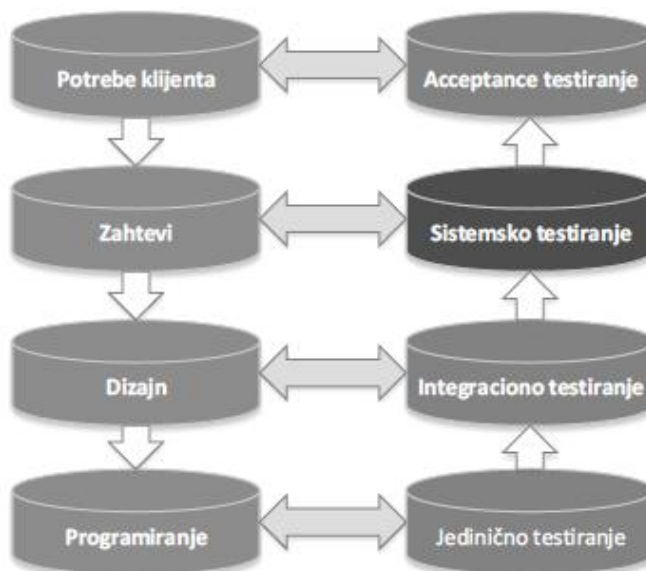 Potrebe klijenta
Acceptance testiranje
Zahtevi
Sistemsko testiranje
Dizajn
Integraciono testiranje
Programiranje
Jedinično testiranje